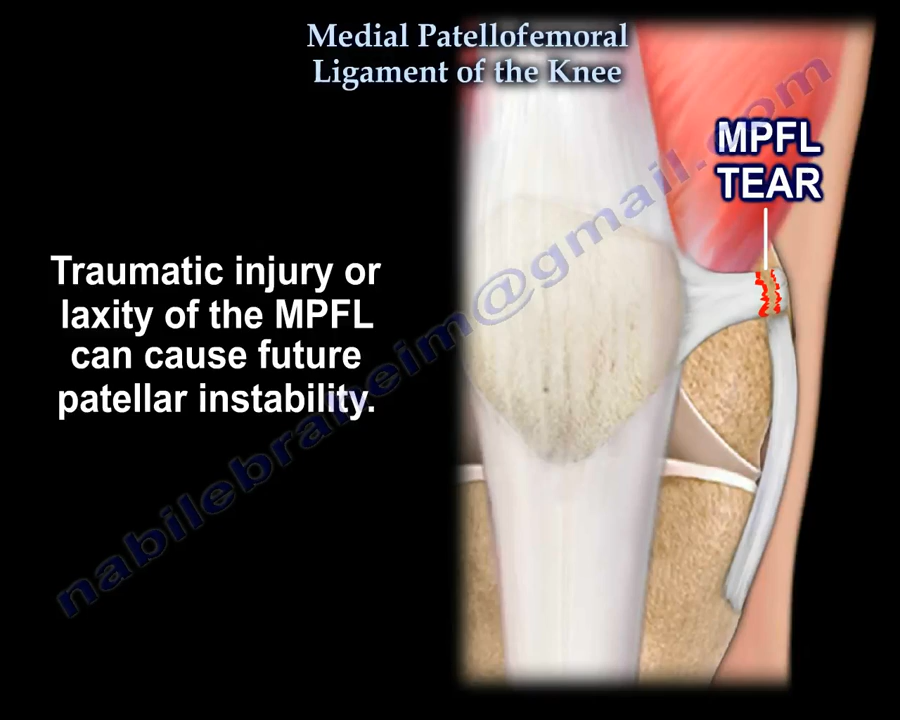 Medial Patellofemoral
Ligament of the Knee
MPFL
TEAR
Traumatic injury or
laxity of the MPFL
can cause future
patellar instability.
nabilebraheim@gmail.com